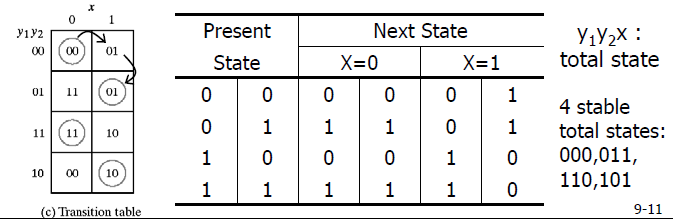 x
0 1
y1y2
00 00 01
01 11 01
11 11 10
10 00 10
(c) Transition table
Present State Next State
X=0 X=1
0 0 0 0 0 1
0 1 1 1 0 1
1 0 0 0 1 0
1 1 1 1 1 0
y1y2x :
total state
4 stable
total states:
000,011,
110,101
9-11